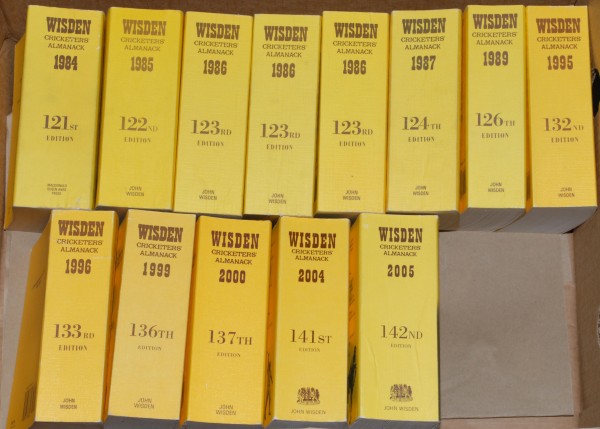 WISDEN
CRICKETERS'
ALMANACK
1984
121ST
EDITION
WISDEN
CRICKETERS'
ALMANACK
1985
122ND
EDITION
WISDEN
CRICKETERS'
ALMANACK
1986
123RD
EDITION
JOHN
WISDEN
WISDEN
CRICKETERS'
ALMANACK
1986
123RD
EDITION
JOHN
WISDEN
WISDEN
CRICKETERS'
ALMANACK
1986
123RD
EDITION
JOHN
WISDEN
WISDEN
CRICKETERS'
ALMANACK
1987
124TH
EDITION
JOHN
WISDEN
WISDEN
CRICKETERS'
ALMANACK
1989
126TH
EDITION
JOHN
WISDEN
WISDEN
CRICKETERS'
ALMANACK
1995
132ND
EDITION
JOHN
WISDEN
WISDEN
CRICKETERS'
ALMANACK
1996
133RD
EDITION
JOHN
WISDEN
WISDEN
CRICKETERS'
ALMANACK
1999
136TH
EDITION
JOHN
WISDEN
WISDEN
CRICKETERS'
ALMANACK
2000
137TH
EDITION
JOHN
WISDEN
WISDEN
CRICKETERS'
ALMANACK
2004
141ST
EDITION
JOHN WISDEN
WISDEN
CRICKETERS'
ALMANACK
2005
142ND
EDITION
JOHN WISDEN